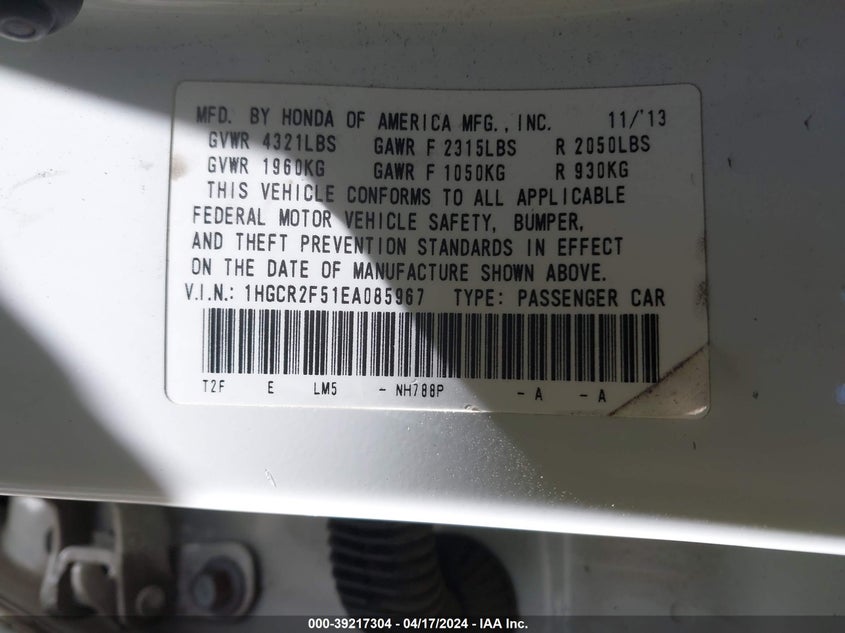 MFD. BY HONDA OF AMERICA MFG., INC. 11/'13
GVWR 4321LBS GAWR F 2315LBS R 2050LBS
GVWR 1960KG GAWR F 1050KG R 930KG
THIS VEHICLE CONFORMS TO ALL APPLICABLE
FEDERAL MOTOR VEHICLE SAFETY, BUMPER,
AND THEFT PREVENTION STANDARDS IN EFFECT
ON THE DATE OF MANUFACTURE SHOWN ABOVE.
V.I.N.: 1HGCR2F51EA085967 TYPE: PASSENGER CAR
T2F E LM5 - NH788P - A - A
000-39217304 / 04/17/2024 - IAA Inc.